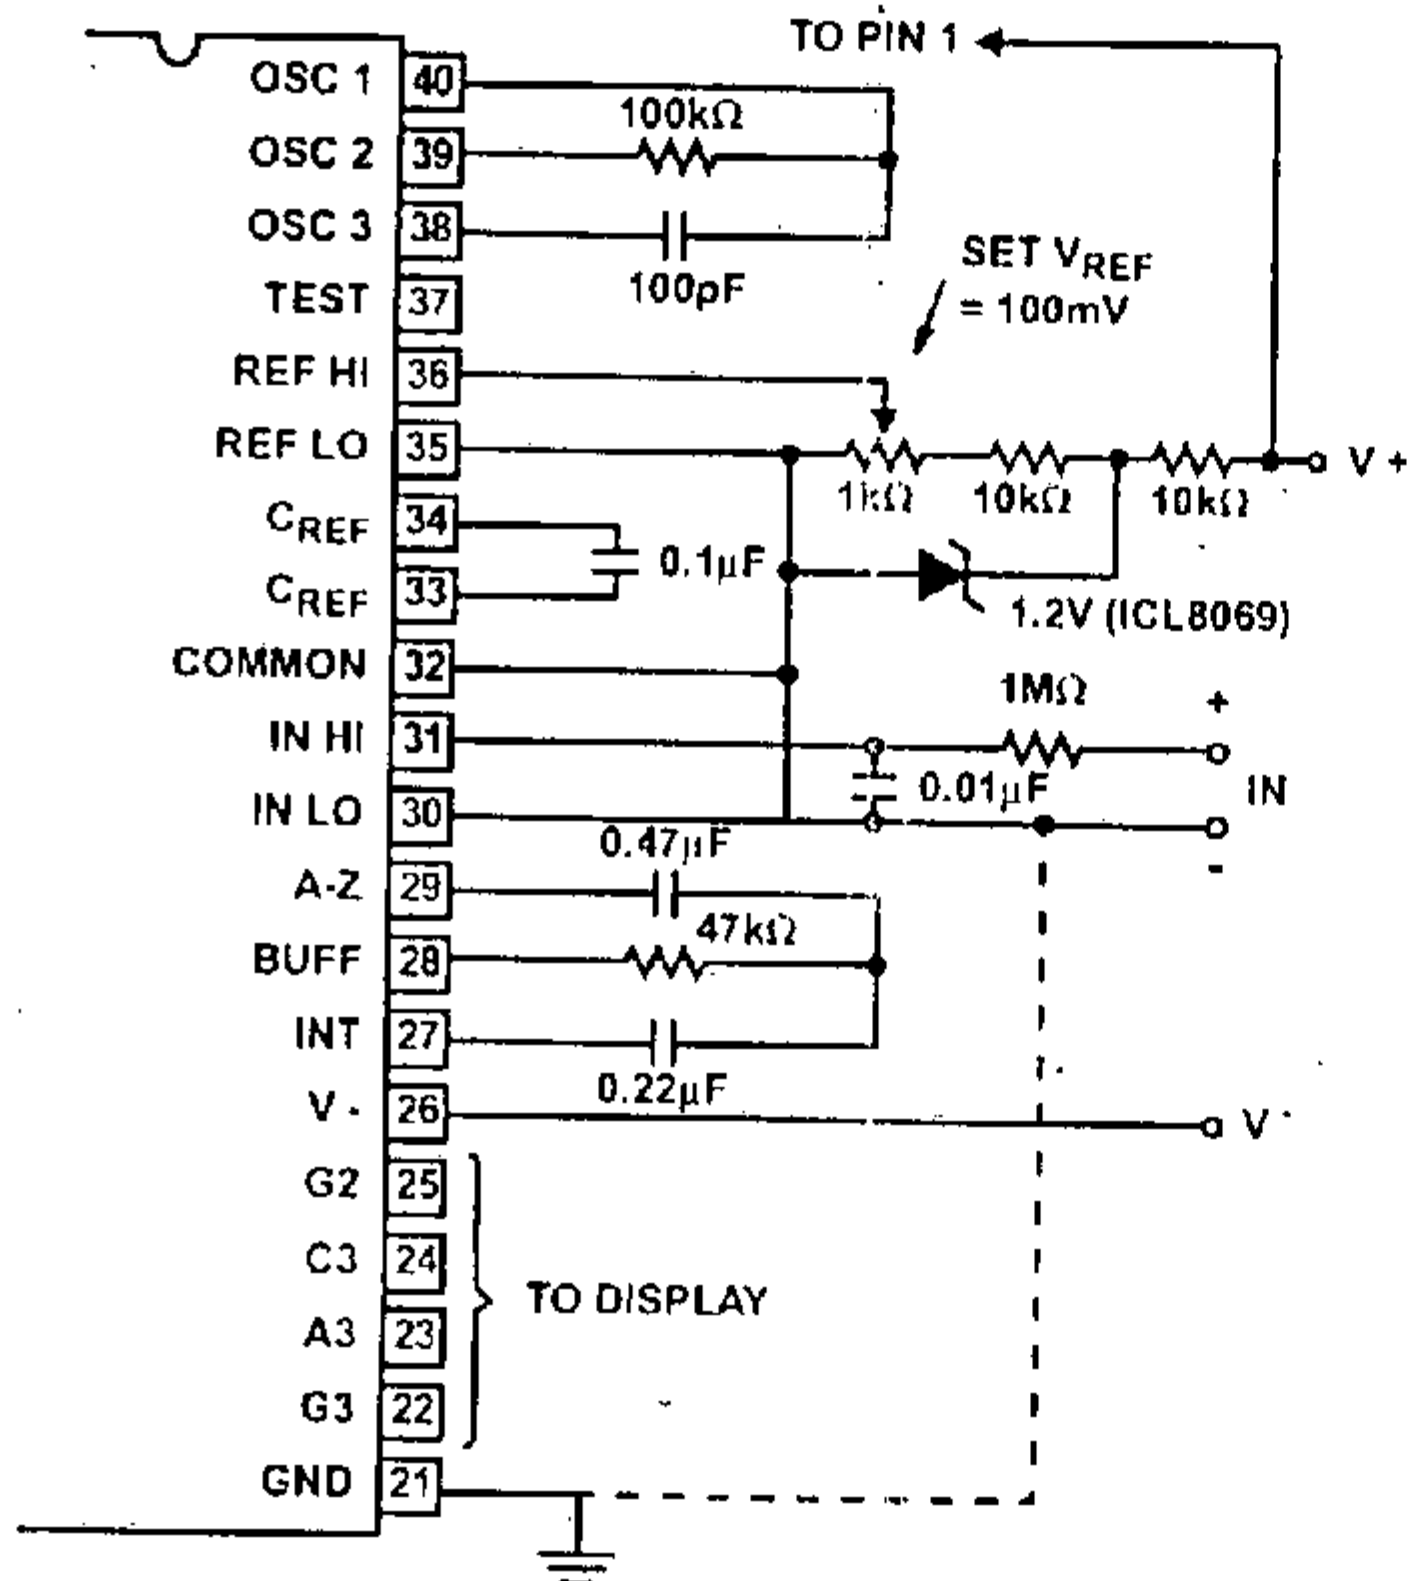 TO PIN 1
OSC 1 40
100kΩ
OSC 2 39
OSC 3 38
100pF
SET VREF
= 100mV
TEST 37
REF HI 36
REF LO 35
1kΩ 10kΩ 10kΩ
V +
CREF 34
0.1μF
CREF 33
1.2V (ICL8069)
COMMON 32
1MΩ
+
IN HI 31
0.01μF
IN
IN LO 30
-
0.47μF
A-Z 29
47kΩ
BUFF 28
INT 27
0.22μF
V - 26
V -
G2 25
C3 24
TO DISPLAY
A3 23
G3 22
GND 21